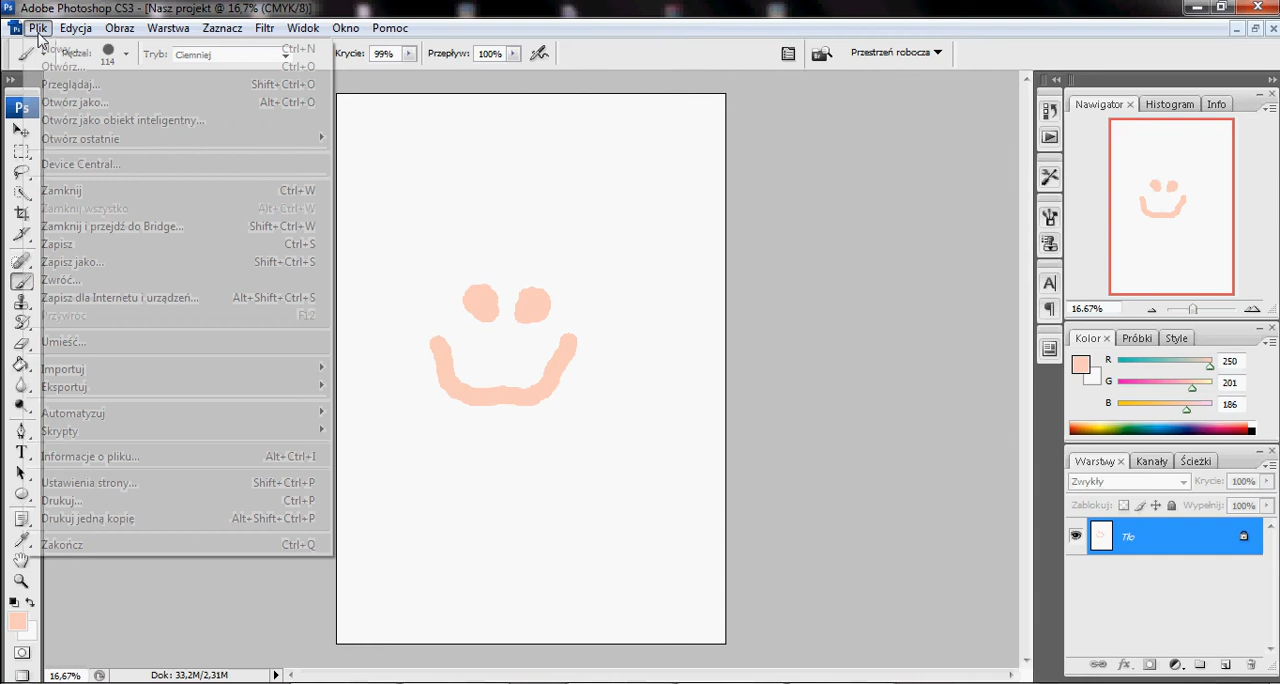 Adobe Photoshop CS3 - [Nasz projekt @ 16,7% (CMYK/8)]
Plik Edycja Obraz Warstwa Zaznacz Filtr Widok Okno Pomoc
Pędzel: 114 Tryb: Ciemniej Krycie: 99% Przepływ: 100% Przestrzeń robocza
Nowy... Ctrl+N
Otwórz... Ctrl+O
Przeglądaj... Shift+Ctrl+O
Otwórz jako... Alt+Ctrl+O
Otwórz jako obiekt inteligentny...
Otwórz ostatnie
Device Central...
Zamknij Ctrl+W
Zamknij wszystko Alt+Ctrl+W
Zamknij i przejdź do Bridge... Shift+Ctrl+W
Zapisz Ctrl+S
Zapisz jako... Shift+Ctrl+S
Zwróć...
Zapisz dla Internetu i urządzeń... Alt+Shift+Ctrl+S
Przywróć F12
Umieść...
Importuj
Eksportuj
Automatyzuj
Skrypty
Informacje o pliku... Alt+Ctrl+I
Ustawienia strony... Shift+Ctrl+P
Drukuj... Ctrl+P
Drukuj jedną kopię Alt+Shift+Ctrl+P
Zakończ Ctrl+Q
Ps
T
16,67% Dok: 33,2M/2,31M
Nawigator Histogram Info
16.67%
Kolor Próbki Style
R 250
G 201
B 186
Warstwy Kanały Ścieżki
Zwykły Krycie: 100%
Zablokuj: Wypełnij: 100%
Tło